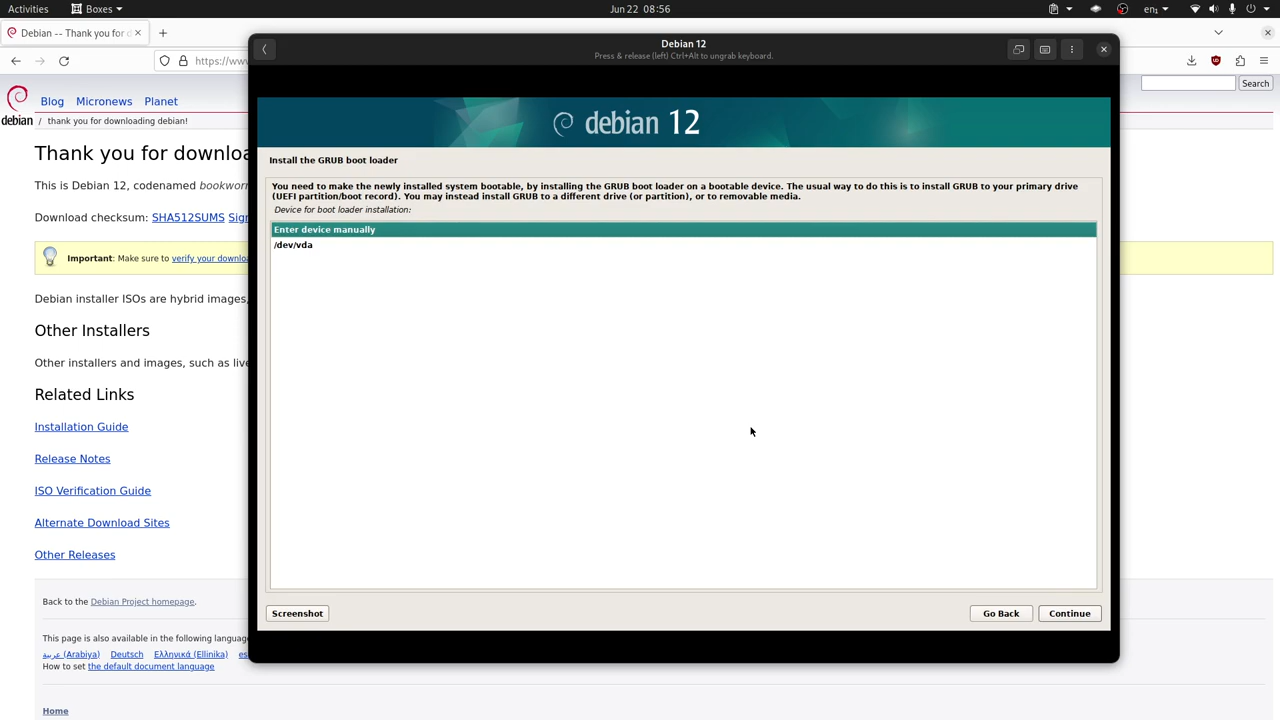 Activities
Boxes
Jun 22 08:56
en₁
Debian -- Thank you for d
https://www
Search
Blog
Micronews
Planet
debian
/ thank you for downloading debian!
Thank you for downloa
This is Debian 12, codenamed bookwor
Download checksum: SHA512SUMS Sign
Important: Make sure to verify your downloa
Debian installer ISOs are hybrid images,
Other Installers
Other installers and images, such as live
Related Links
Installation Guide
Release Notes
ISO Verification Guide
Alternate Download Sites
Other Releases
Back to the Debian Project homepage.
This page is also available in the following language
عربية (Arabiya) Deutsch Ελληνικά (Ellinika) es
How to set the default document language
Home
Debian 12
Press & release (left) Ctrl+Alt to ungrab keyboard.
debian 12
Install the GRUB boot loader
You need to make the newly installed system bootable, by installing the GRUB boot loader on a bootable device. The usual way to do this is to install GRUB to your primary drive
(UEFI partition/boot record). You may instead install GRUB to a different drive (or partition), or to removable media.
Device for boot loader installation:
Enter device manually
/dev/vda
Screenshot
Go Back
Continue